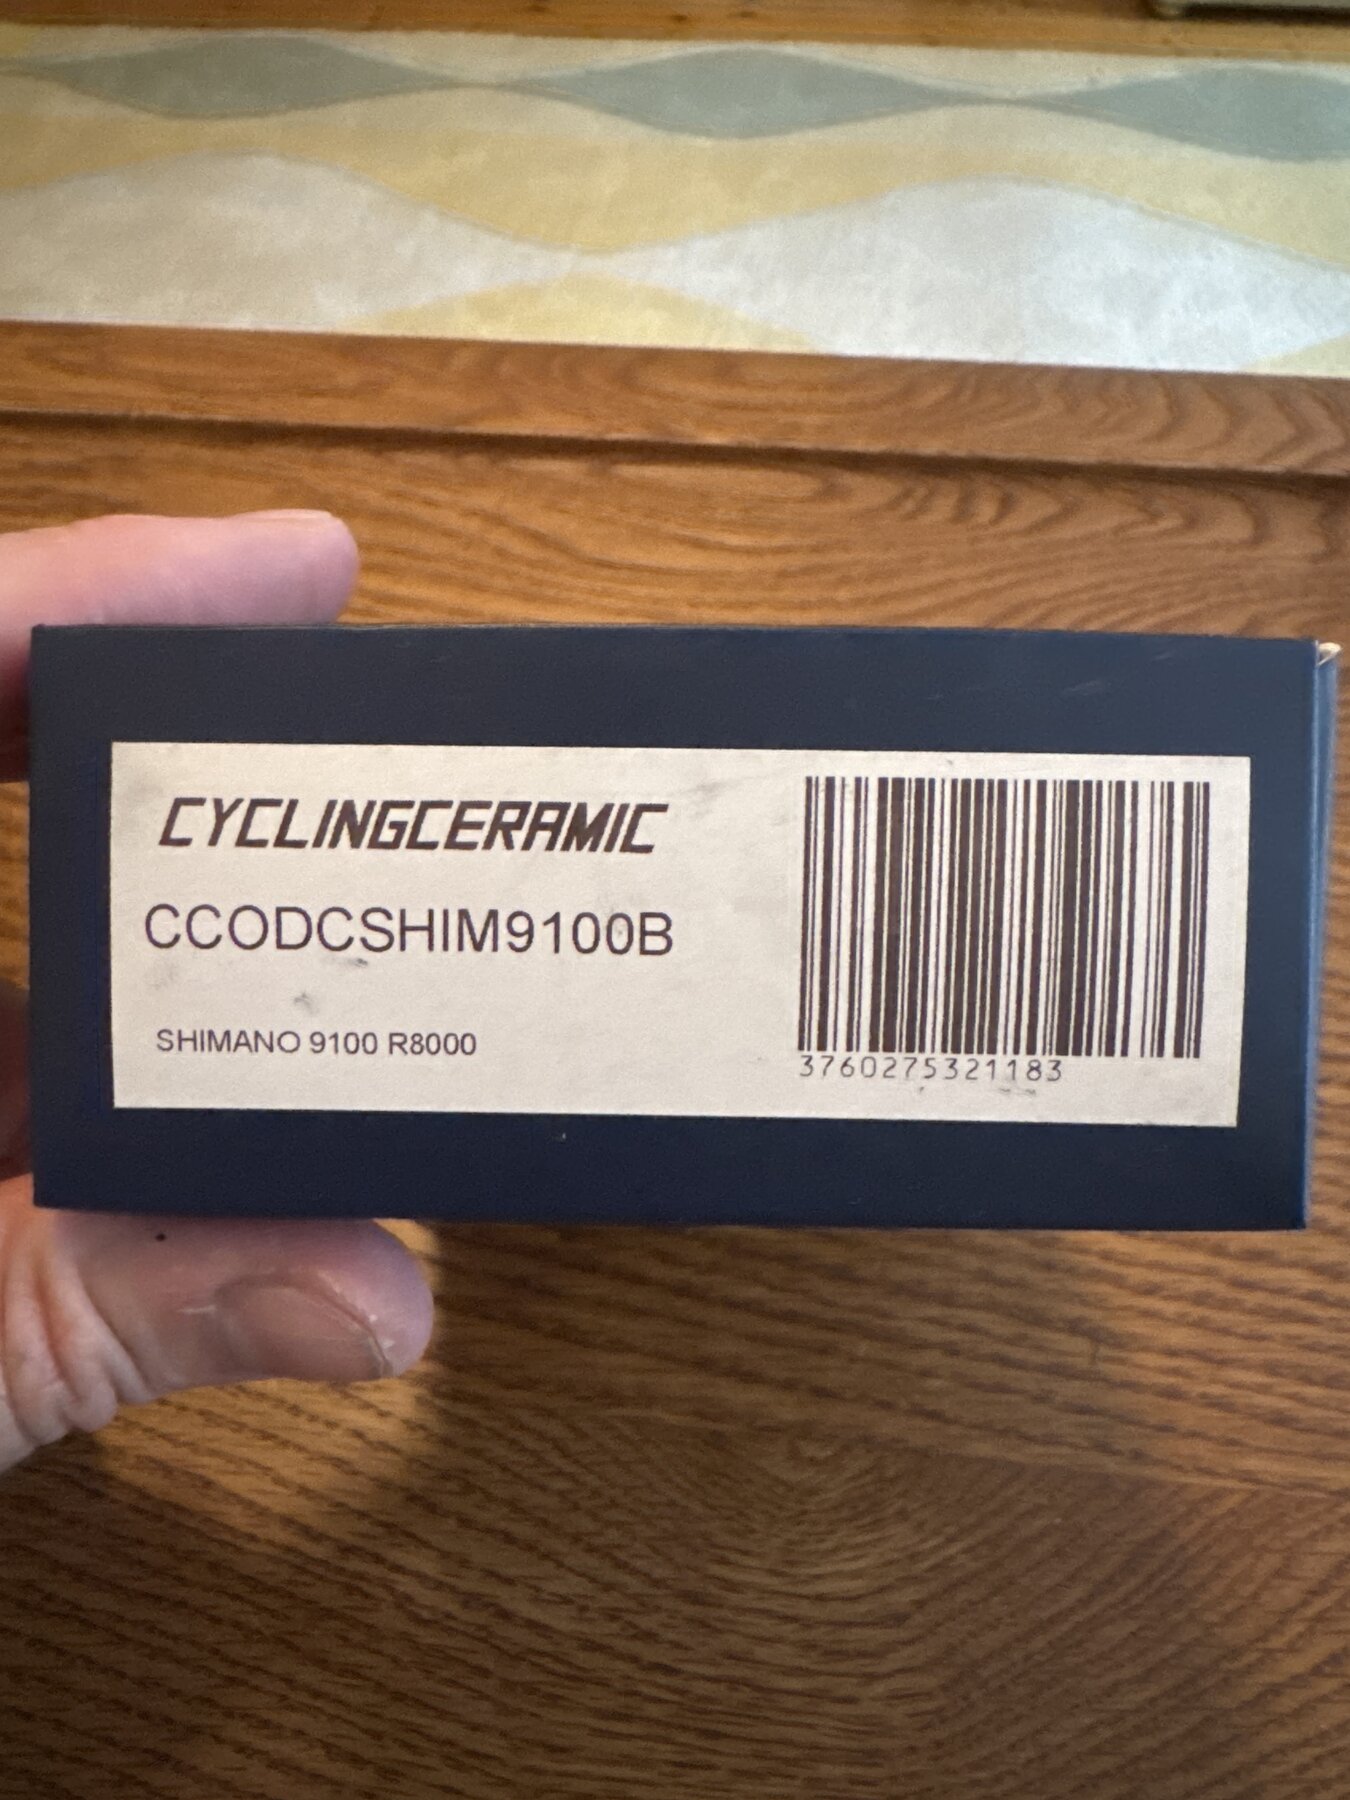 CYCLINGCERAMIC
CCODCSHIM9100B
SHIMANO 9100 R8000
3760275321183